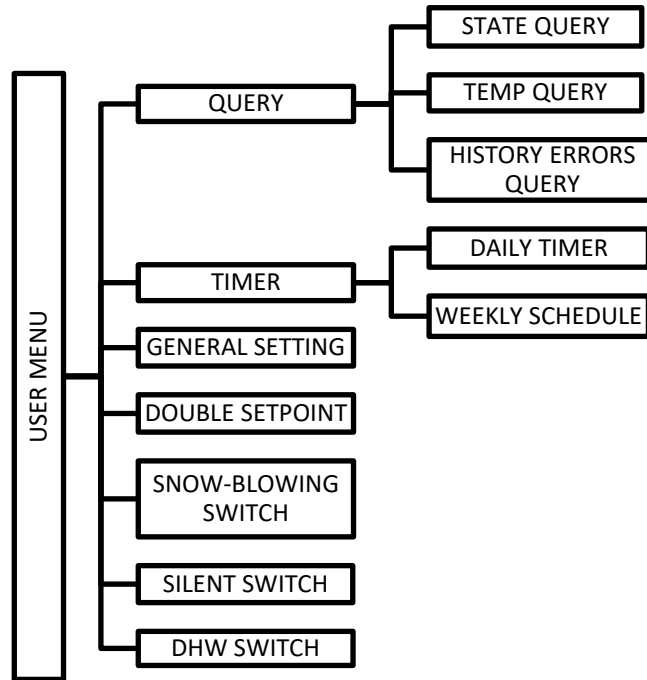 USER MENU
QUERY
STATE QUERY
TEMP QUERY
HISTORY ERRORS
QUERY
TIMER
DAILY TIMER
WEEKLY SCHEDULE
GENERAL SETTING
DOUBLE SETPOINT
SNOW-BLOWING
SWITCH
SILENT SWITCH
DHW SWITCH